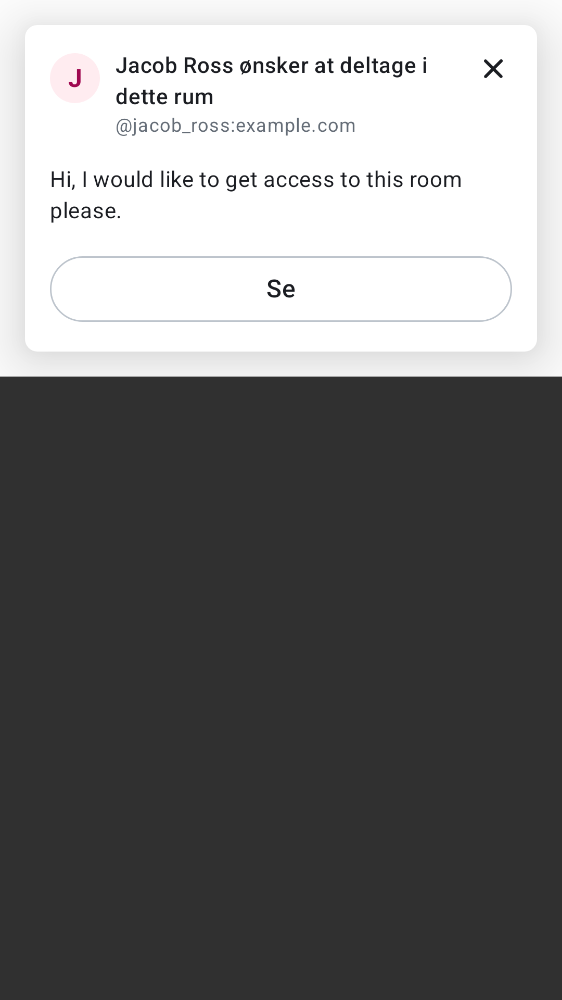 J
Jacob Ross ønsker at deltage i
dette rum
@jacob_ross:example.com
Hi, I would like to get access to this room
please.
Se